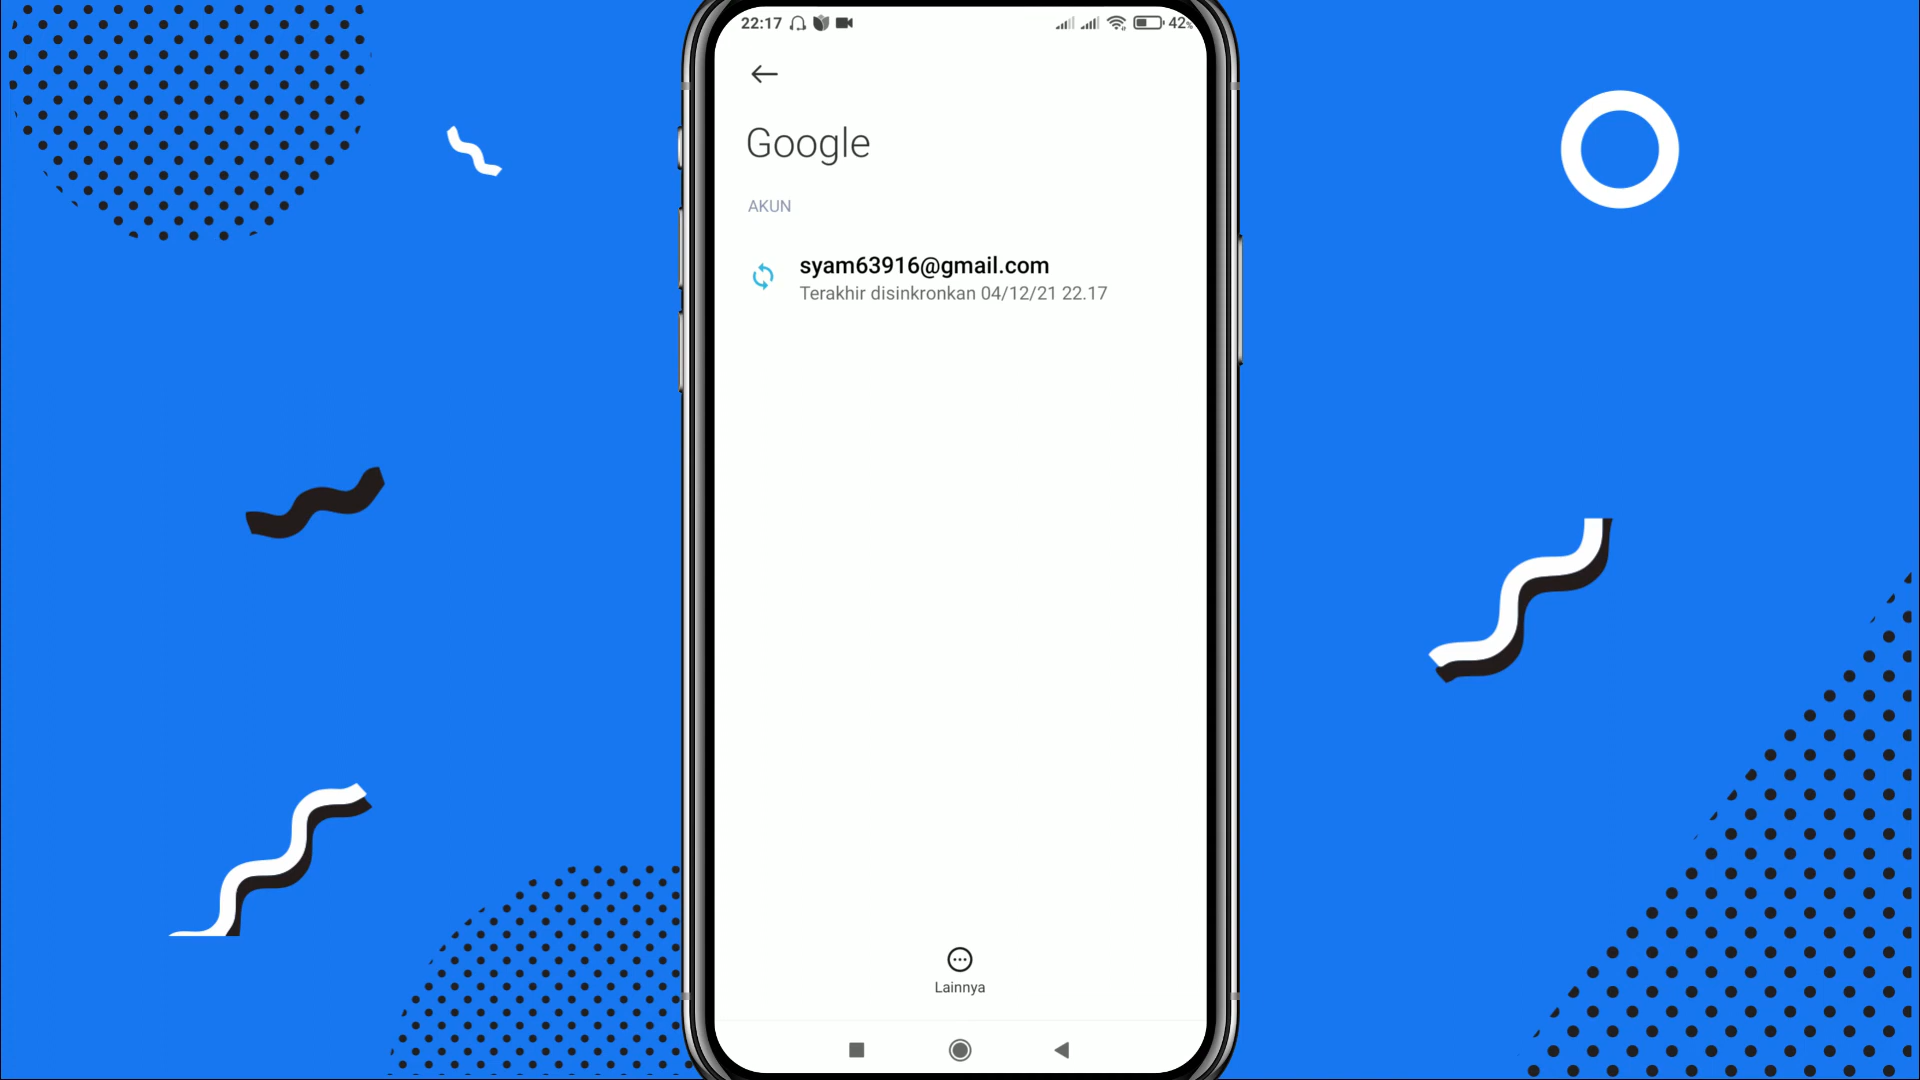 22:17 42%
Google
AKUN
syam63916@gmail.com
Terakhir disinkronkan 04/12/21 22.17
Lainnya